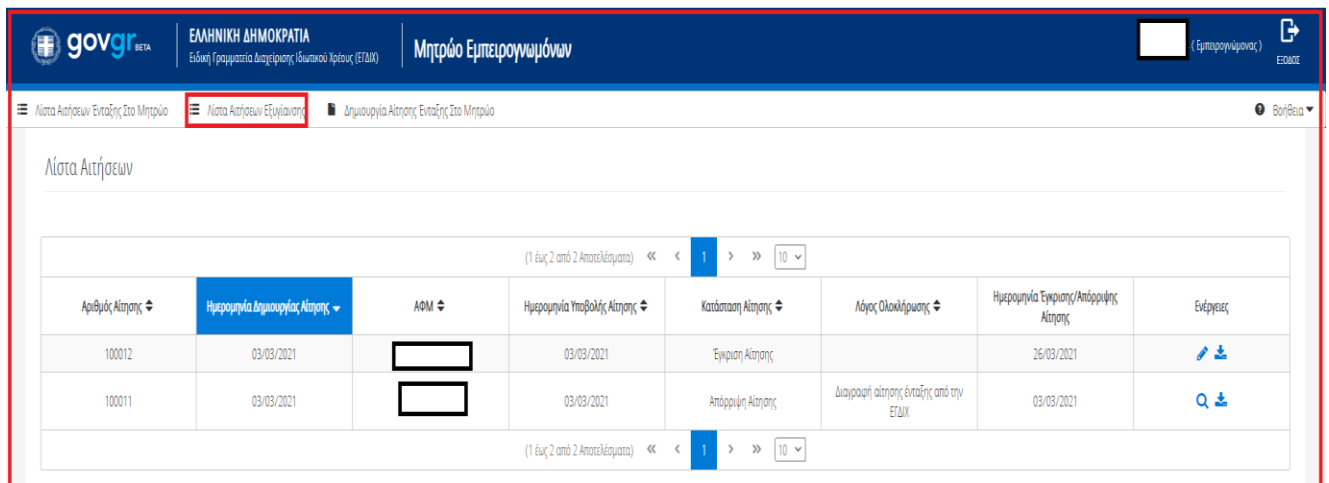 govgr BETA
ΕΛΛΗΝΙΚΗ ΔΗΜΟΚΡΑΤΙΑ
Ειδική Γραμματεία Διαχείρισης Ιδιωτικού Χρέους (ΕΓΔΙΧ)
Μητρώο Εμπειρογνωμόνων
( Εμπειρογνώμονας )
ΕΞΟΔΟΣ
Λίστα Αιτήσεων Ένταξης Στο Μητρώο
Λίστα Αιτήσεων Εξυγίανσης
Δημιουργία Αίτησης Ένταξης Στο Μητρώο
Βοήθεια
Λίστα Αιτήσεων
(1 έως 2 από 2 Αποτελέσματα) 1 10
Αριθμός Αίτησης
Ημερομηνία Δημιουργίας Αίτησης
ΑΦΜ
Ημερομηνία Υποβολής Αίτησης
Κατάσταση Αίτησης
Λόγος Ολοκλήρωσης
Ημερομηνία Έγκρισης/Απόρριψης
Αίτησης
Ενέργειες
100012 03/03/2021 03/03/2021 Έγκριση Αίτησης 26/03/2021
100011 03/03/2021 03/03/2021 Απόρριψη Αίτησης
Διαγραφή αίτησης ένταξης από την
ΕΓΔΙΧ
03/03/2021
(1 έως 2 από 2 Αποτελέσματα) 1 10